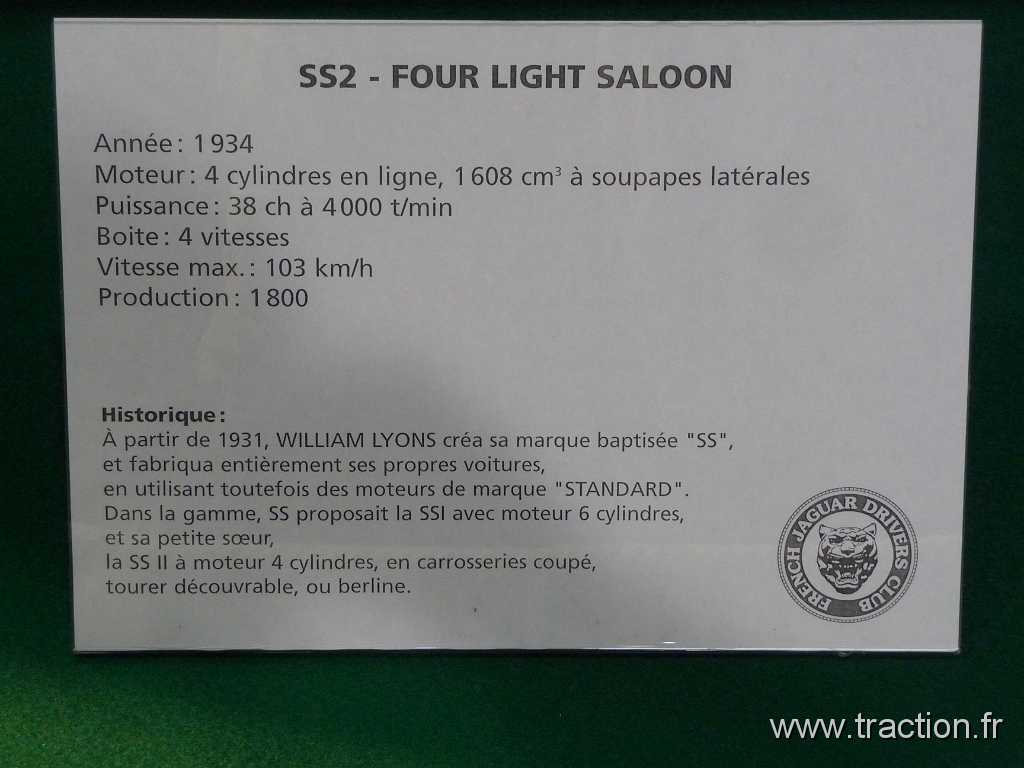 SS2 - FOUR LIGHT SALOON
Année : 1934
Moteur : 4 cylindres en ligne, 1608 cm³ à soupapes latérales
Puissance : 38 ch à 4000 t/min
Boite : 4 vitesses
Vitesse max. : 103 km/h
Production : 1800
Historique :
À partir de 1931, WILLIAM LYONS créa sa marque baptisée "SS",
et fabriqua entièrement ses propres voitures,
en utilisant toutefois des moteurs de marque "STANDARD".
Dans la gamme, SS proposait la SSI avec moteur 6 cylindres,
et sa petite sœur,
la SS II à moteur 4 cylindres, en carrosseries coupé,
tourer découvrable, ou berline.
FRENCH JAGUAR DRIVERS CLUB
www.traction.fr